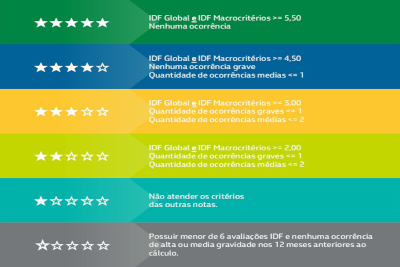 IDF Global e IDF Macrocritérios >= 5,50
Nenhuma ocorrência
IDF Global e IDF Macrocritérios >= 4,50
Nenhuma ocorrência grave
Quantidade de ocorrências medias <= 1
IDF Global e IDF Macrocritérios >= 3,00
Quantidade de ocorrências graves <= 1
Quantidade de ocorrências médias <= 2
IDF Global e IDF Macrocritérios >= 2,00
Quantidade de ocorrências graves <= 1
Quantidade de ocorrências médias <= 2
Não atender os critérios
das outras notas.
Possuir menor de 6 avaliações IDF e nenhuma ocorrência
de alta ou media gravidade nos 12 meses anteriores ao
cálculo.